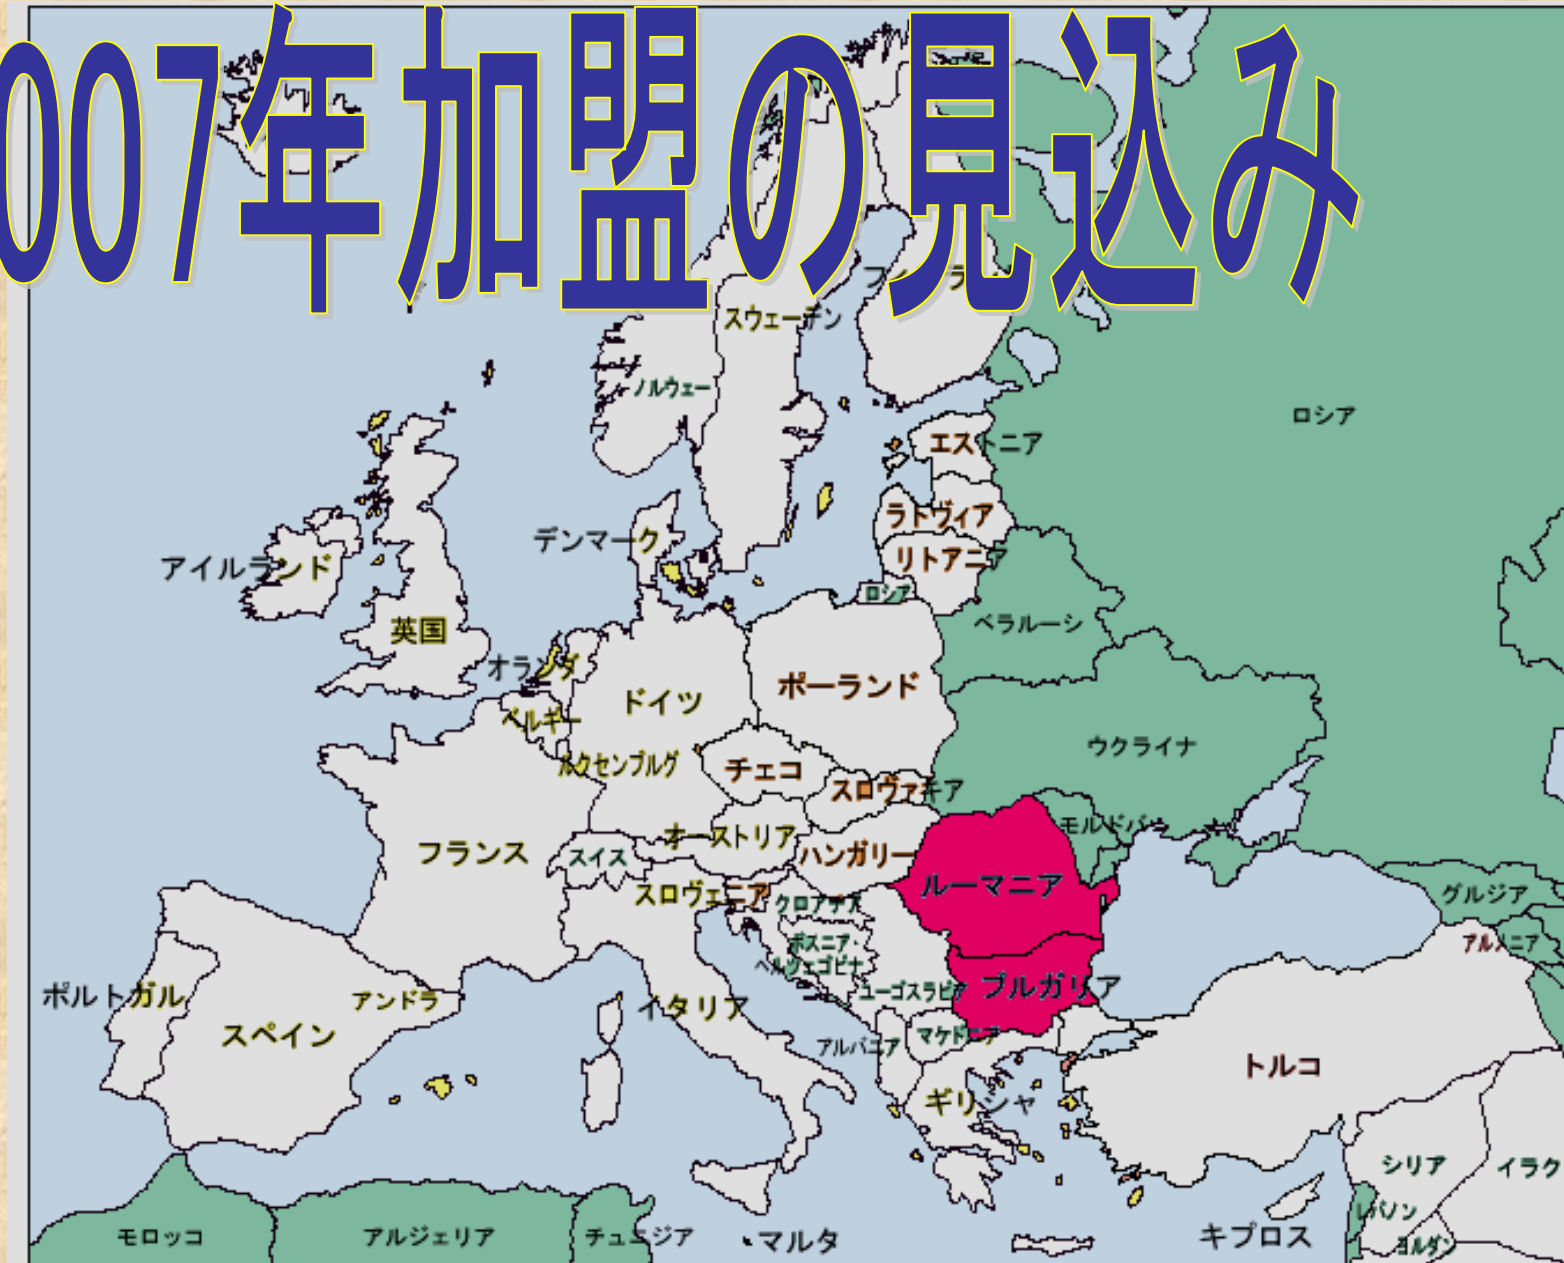 007年加盟の見込み
スウェーデン
ノルウェー
ロシア
エストニア
ラトヴィア
デンマーク
リトアニア
アイルランド
ロシア
ベラルーシ
英国
オランダ
ポーランド
ドイツ
ベルギー
ウクライナ
ルクセンブルグ
チェコ
スロヴァキア
モルドバ
オーストリア
フランス
スイス
ハンガリー
ルーマニア
スロヴェニア
グルジア
クロアチア
アルメニア
ボスニア・
ヘルツェゴビナ
ポルトガル
アンドラ
ユーゴスラビア
ブルガリア
イタリア
スペイン
マケドニア
アルバニア
トルコ
ギリシャ
シリア
イラク
レバノン
モロッコ
アルジェリア
チュニジア
マルタ
キプロス
ヨルダン